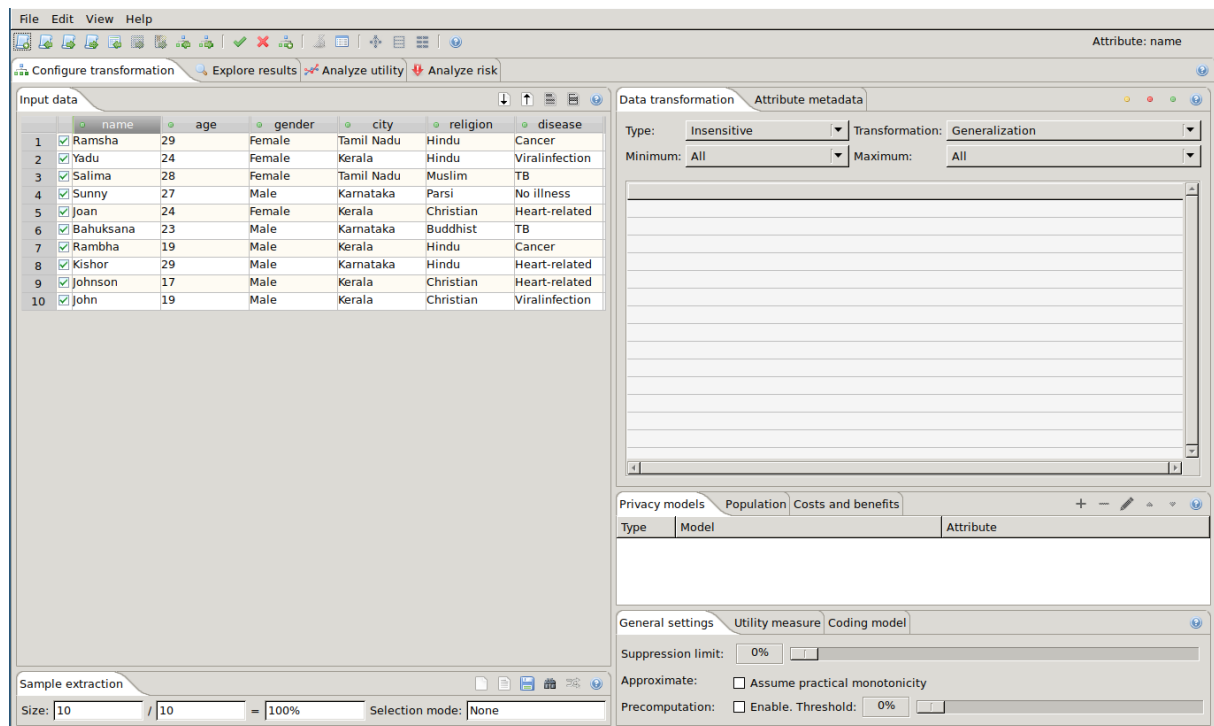 File Edit View Help
Attribute: name
Configure transformation Explore results Analyze utility Analyze risk
Input data
name age gender city religion disease
1 Ramsha 29 Female Tamil Nadu Hindu Cancer
2 Yadu 24 Female Kerala Hindu Viralinfection
3 Salima 28 Female Tamil Nadu Muslim TB
4 Sunny 27 Male Karnataka Parsi No illness
5 Joan 24 Female Kerala Christian Heart-related
6 Bahuksana 23 Male Karnataka Buddhist TB
7 Rambha 19 Male Kerala Hindu Cancer
8 Kishor 29 Male Karnataka Hindu Heart-related
9 Johnson 17 Male Kerala Christian Heart-related
10 John 19 Male Kerala Christian Viralinfection
Sample extraction
Size: 10 / 10 = 100% Selection mode: None
Data transformation Attribute metadata
Type: Insensitive Transformation: Generalization
Minimum: All Maximum: All
Privacy models Population Costs and benefits
Type Model Attribute
General settings Utility measure Coding model
Suppression limit: 0%
Approximate: Assume practical monotonicity
Precomputation: Enable. Threshold: 0%